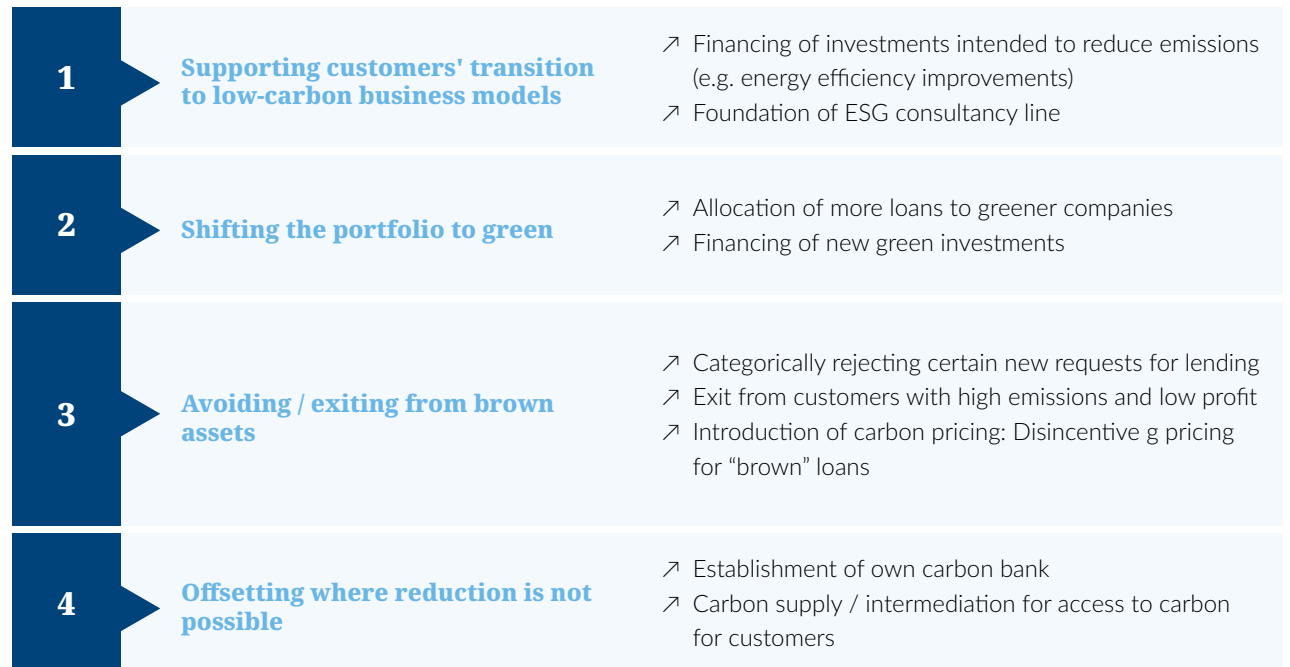 1
Supporting customers' transition
to low-carbon business models
↗ Financing of investments intended to reduce emissions
(e.g. energy efficiency improvements)
↗ Foundation of ESG consultancy line
2
Shifting the portfolio to green
↗ Allocation of more loans to greener companies
↗ Financing of new green investments
3
Avoiding / exiting from brown
assets
↗ Categorically rejecting certain new requests for lending
↗ Exit from customers with high emissions and low profit
↗ Introduction of carbon pricing: Disincentive g pricing
for “brown” loans
4
Offsetting where reduction is not
possible
↗ Establishment of own carbon bank
↗ Carbon supply / intermediation for access to carbon
for customers